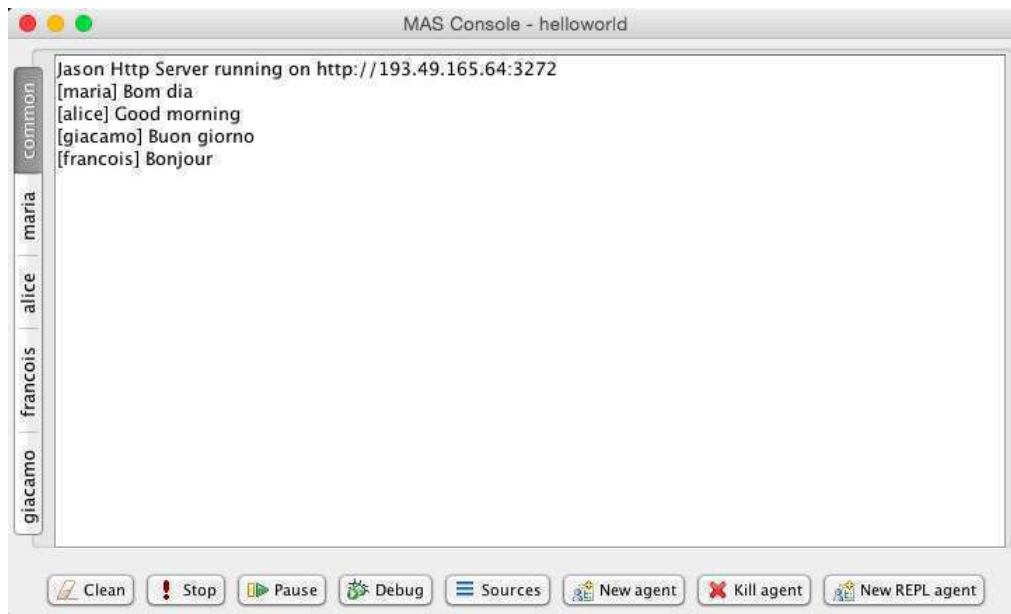 MAS Console - helloworld
common
maria
alice
francois
giacamo
Jason Http Server running on http://193.49.165.64:3272
[maria] Bom dia
[alice] Good morning
[giacamo] Buon giorno
[francois] Bonjour
Clean
Stop
Pause
Debug
Sources
New agent
Kill agent
New REPL agent